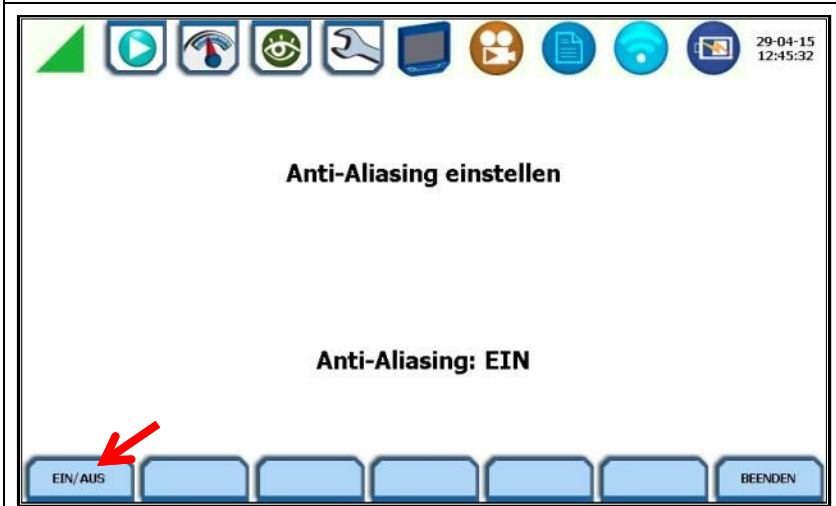 29-04-15
12:45:32
Anti-Aliasing einstellen
Anti-Aliasing: EIN
EIN/AUS
BEENDEN